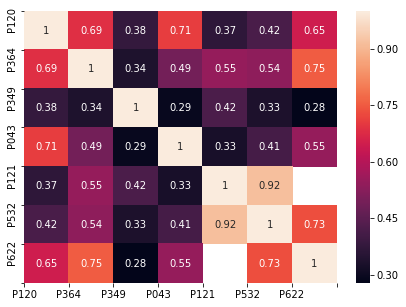 P120 1 0.69 0.38 0.71 0.37 0.42 0.65
P364 0.69 1 0.34 0.49 0.55 0.54 0.75
P349 0.38 0.34 1 0.29 0.42 0.33 0.28
P043 0.71 0.49 0.29 1 0.33 0.41 0.55
P121 0.37 0.55 0.42 0.33 1 0.92
P532 0.42 0.54 0.33 0.41 0.92 1 0.73
P622 0.65 0.75 0.28 0.55 0.73 1
P120 P364 P349 P043 P121 P532 P622
0.90
0.75
0.60
0.45
0.30